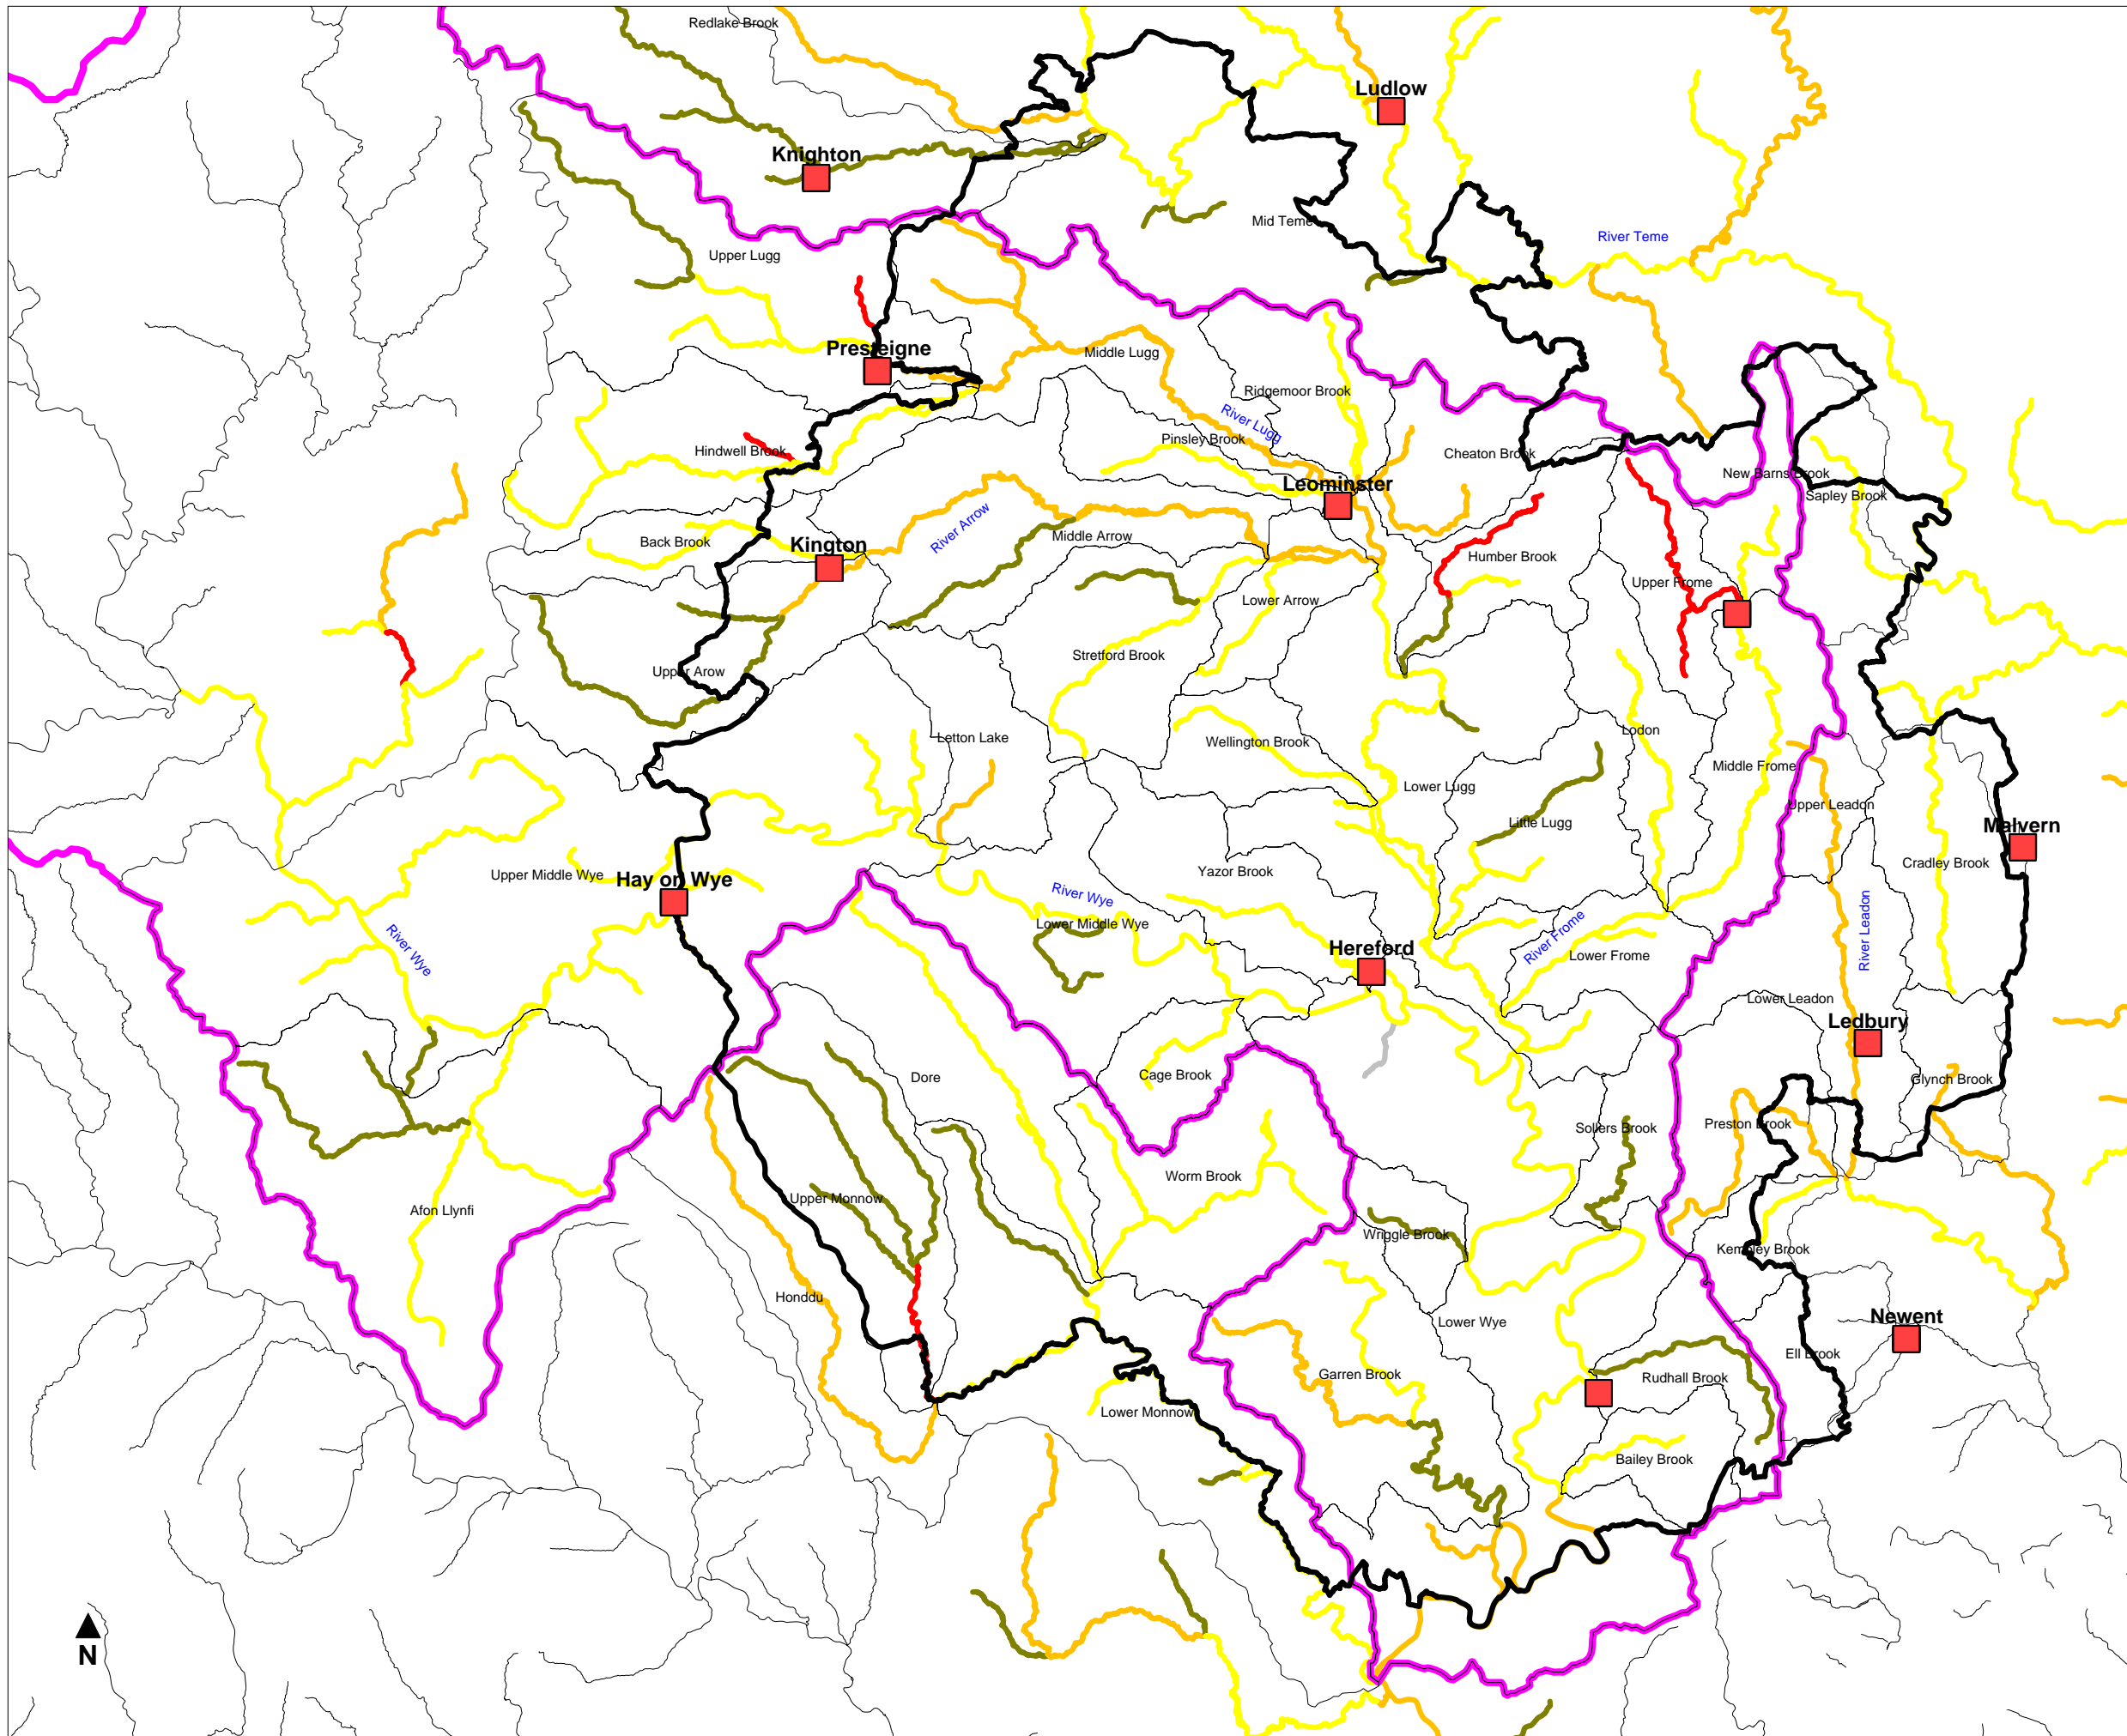 Redlake Brook
Ludlow
Knighton
Mid Teme
River Teme
Upper Lugg
Presteigne
Middle Lugg
Ridgemoor Brook
River Lugg
Pinsley Brook
Hindwell Brook
Cheaton Brook
New Barns Brook
Leominster
Sapley Brook
River Arrow
Middle Arrow
Back Brook
Kington
Humber Brook
Upper Frome
Lower Arrow
Stretford Brook
Upper Arow
Letton Lake
Wellington Brook
Lodon
Middle Frome
Lower Lugg
Upper Leadon
Little Lugg
Malvern
Cradley Brook
Upper Middle Wye
Hay on Wye
Yazor Brook
River Wye
Lower Middle Wye
River Wye
River Frome
River Leadon
Hereford
Lower Frome
Lower Leadon
Ledbury
Cage Brook
Dore
Glynch Brook
Sollers Brook
Preston Brook
Worm Brook
Upper Monnow
Afon Llynfi
Wriggle Brook
Kempley Brook
Honddu
Lower Wye
Newent
Ell Brook
Garren Brook
Rudhall Brook
Lower Monnow
Bailey Brook
N